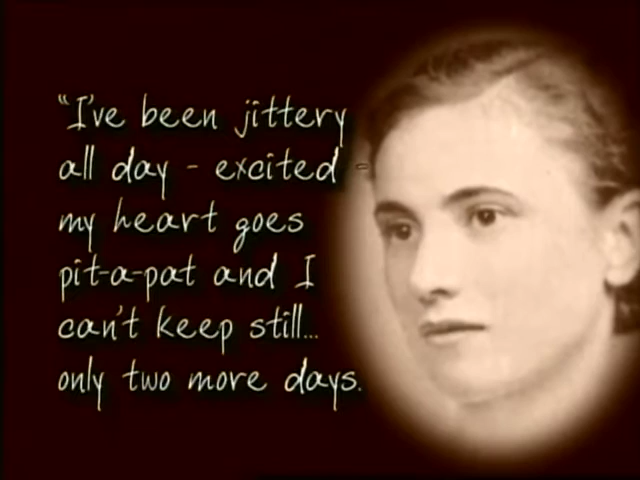 “I've been jittery
all day - excited -
my heart goes
pit-a-pat and I
can't keep still...
only two more days.